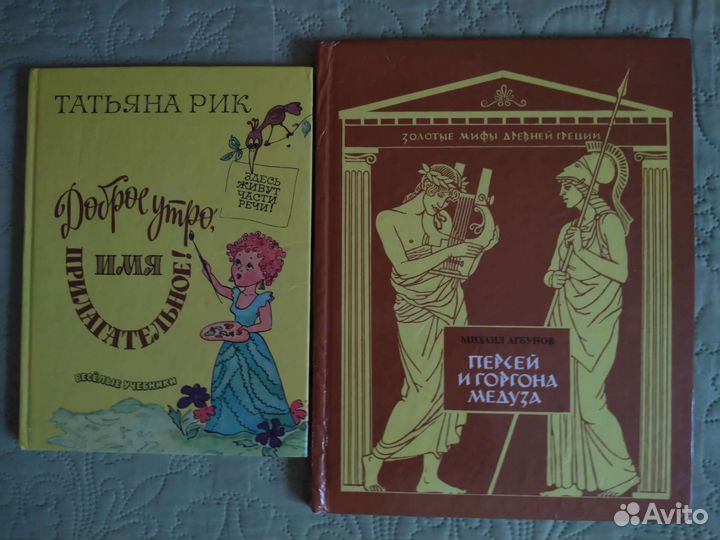 ТАТЬЯНА РИК
ЗДЕСЬ
ЖИВУТ
ЧАСТИ
РЕЧИ!
Доброе утро,
ИМЯ
ПРИЛАГАТЕЛЬНОЕ!
ВЕСЁЛЫЕ УЧЕБНИКИ
ЗОЛОТЫЕ МИФЫ ДРЕВНЕЙ ГРЕЦИИ
МИХАИЛ АГБУНОВ
ПЕРСЕЙ
И ГОРГОНА
МЕДУЗА
Avito